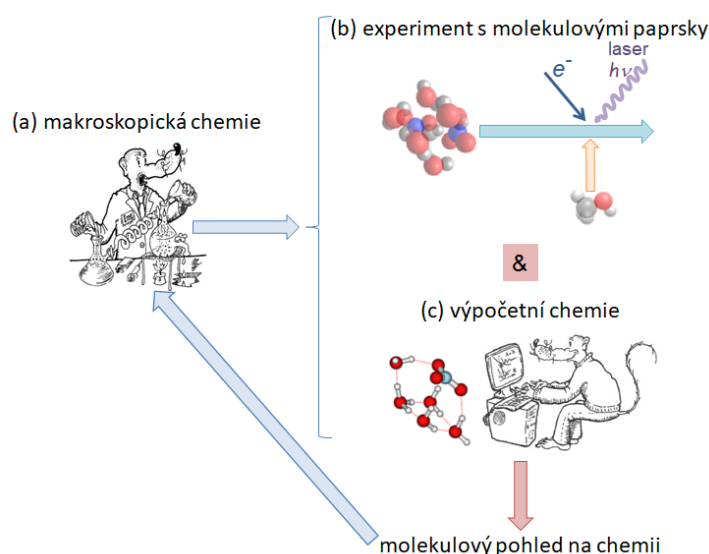 (b) experiment s molekulovými paprsky
laser
e⁻
hν
(a) makroskopická chemie
&
(c) výpočetní chemie
molekulový pohled na chemii